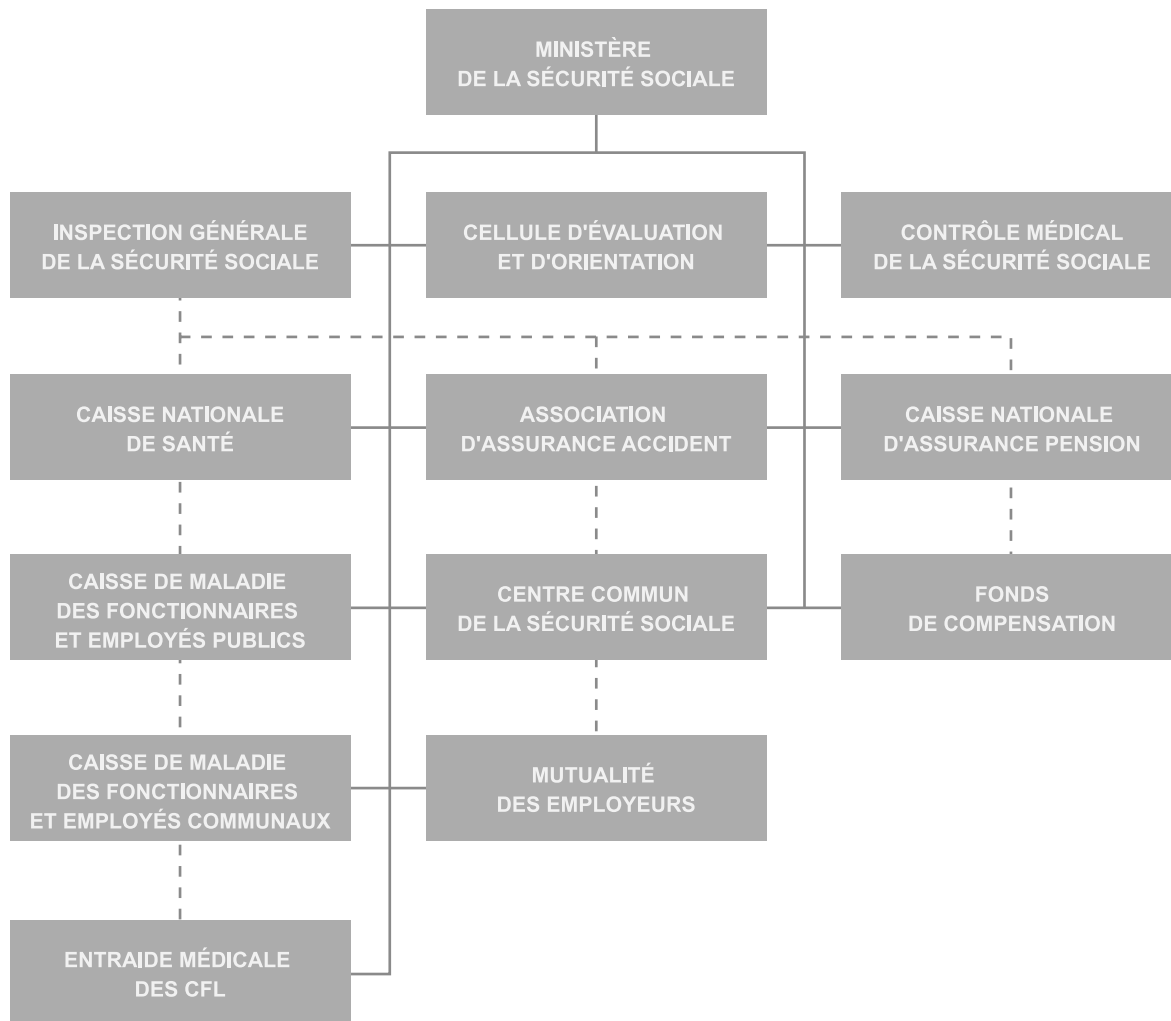 MINISTÈRE
DE LA SÉCURITÉ SOCIALE
INSPECTION GÉNÉRALE
DE LA SÉCURITÉ SOCIALE
CELLULE D'ÉVALUATION
ET D'ORIENTATION
CONTRÔLE MÉDICAL
DE LA SÉCURITÉ SOCIALE
CAISSE NATIONALE
DE SANTÉ
ASSOCIATION
D'ASSURANCE ACCIDENT
CAISSE NATIONALE
D'ASSURANCE PENSION
CAISSE DE MALADIE
DES FONCTIONNAIRES
ET EMPLOYÉS PUBLICS
CENTRE COMMUN
DE LA SÉCURITÉ SOCIALE
FONDS
DE COMPENSATION
CAISSE DE MALADIE
DES FONCTIONNAIRES
ET EMPLOYÉS COMMUNAUX
MUTUALITÉ
DES EMPLOYEURS
ENTRAIDE MÉDICALE
DES CFL